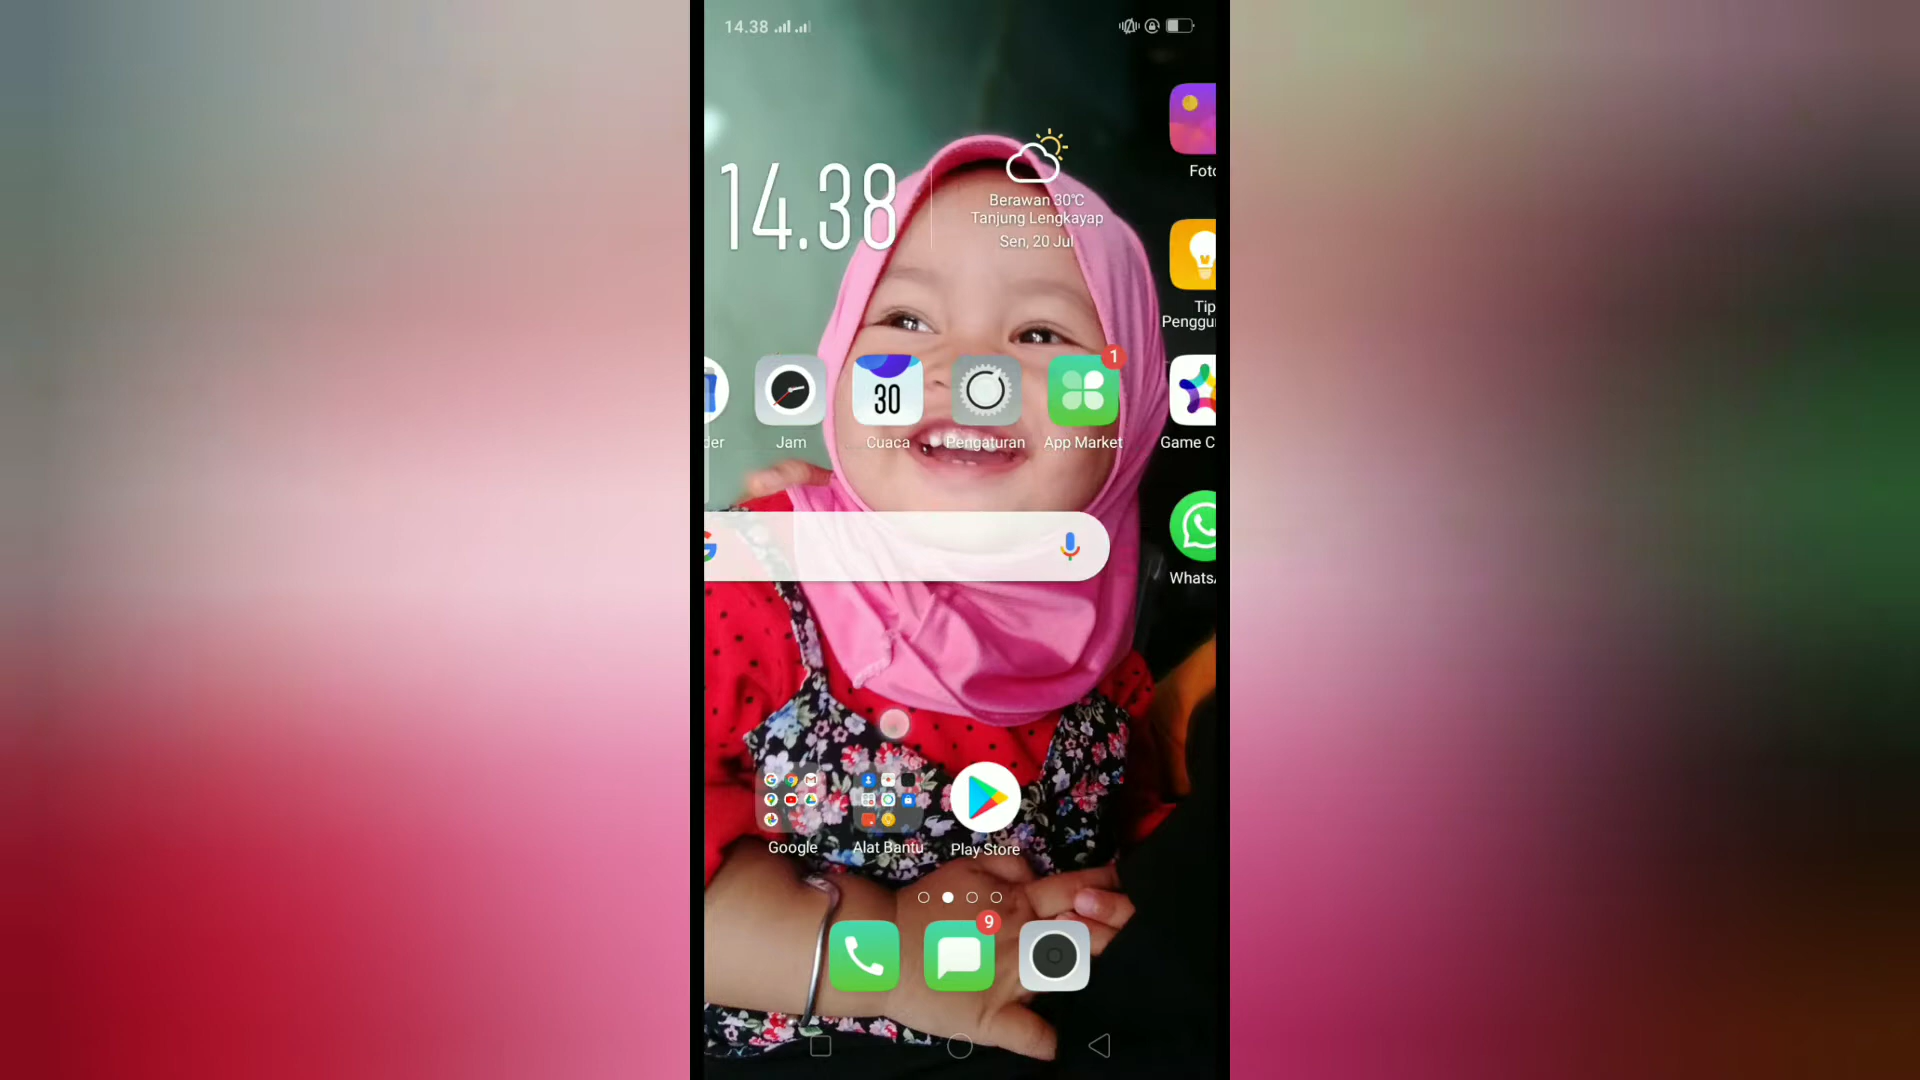 14.38
14.38
Berawan 30℃
Tanjung Lengkayap
Sen, 20 Jul
Foto
Tip
Penggu
30
1
der
Jam
Cuaca
Pengaturan
App Market
Game C
WhatsA
Google
Alat Bantu
Play Store
9